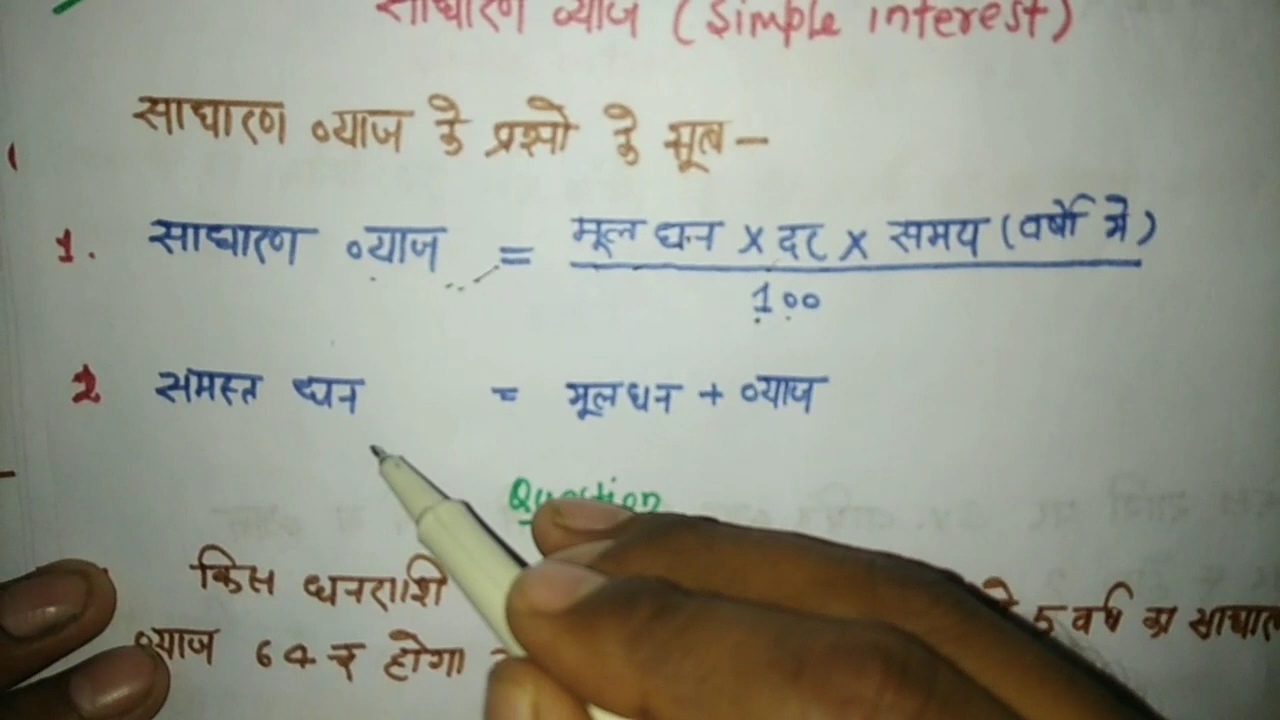 साधारण ब्याज (Simple interest)
साधारण ब्याज के प्रश्नो के सूत्र -
1. साधारण ब्याज = मूलधन x दर x समय (वर्षो मे)
100
2 समस्त धन = मूलधन + ब्याज
Question
किस धनराशि 5 वर्ष का साधारण
ब्याज 64 रु होगा